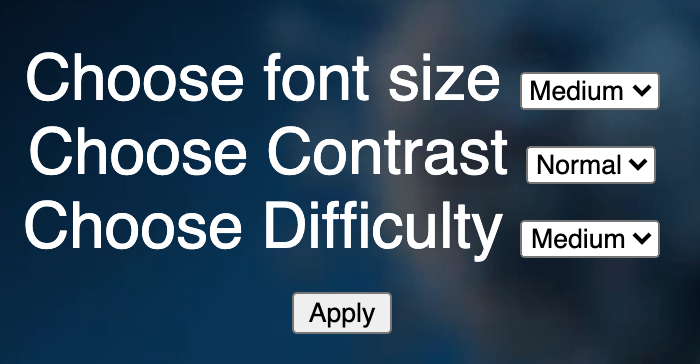 Choose font size Medium
Choose Contrast Normal
Choose Difficulty Medium
Apply